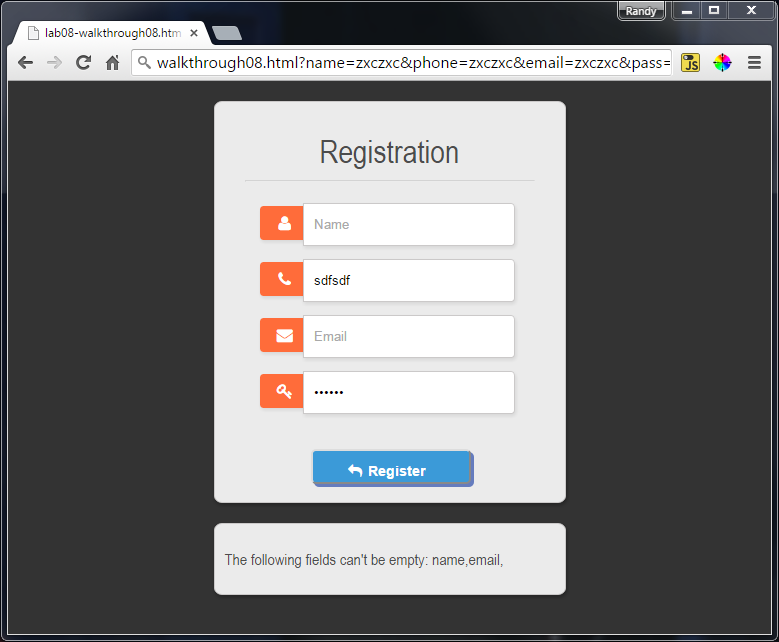 Randy
lab08-walkthrough08.htm
walkthrough08.html?name=zxczxc&phone=zxczxc&email=zxczxc&pass=
JS
Registration
Name
sdfsdf
Email
••••••
Register
The following fields can't be empty: name,email,